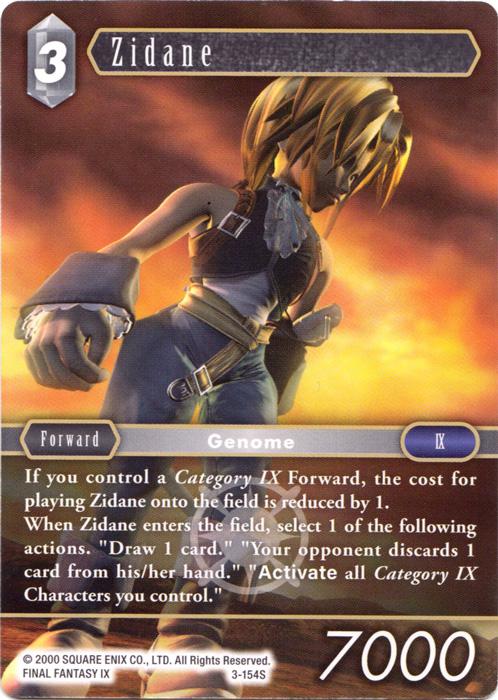 3
Zidane
Forward
Genome
IX
If you control a Category IX Forward, the cost for
playing Zidane onto the field is reduced by 1.
When Zidane enters the field, select 1 of the following
actions. "Draw 1 card." "Your opponent discards 1
card from his/her hand." "Activate all Category IX
Characters you control."
© 2000 SQUARE ENIX CO., LTD. All Rights Reserved.
FINAL FANTASY IX
3-154S
7000